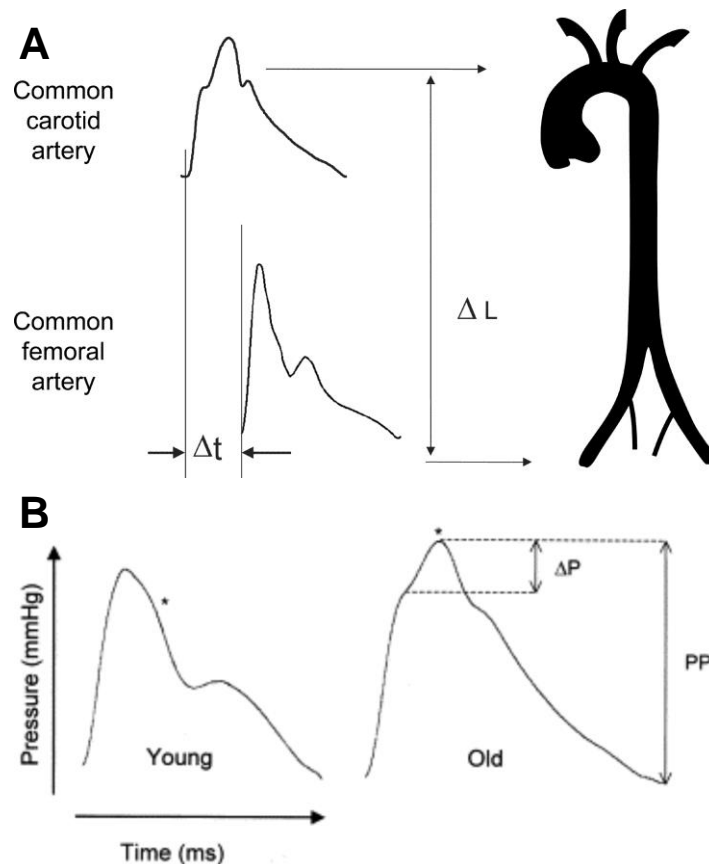 A
Common
carotid
artery
Common
femoral
artery
Δt
Δ L
B
Pressure (mmHg)
*
Young
*
ΔP
PP
Old
Time (ms)